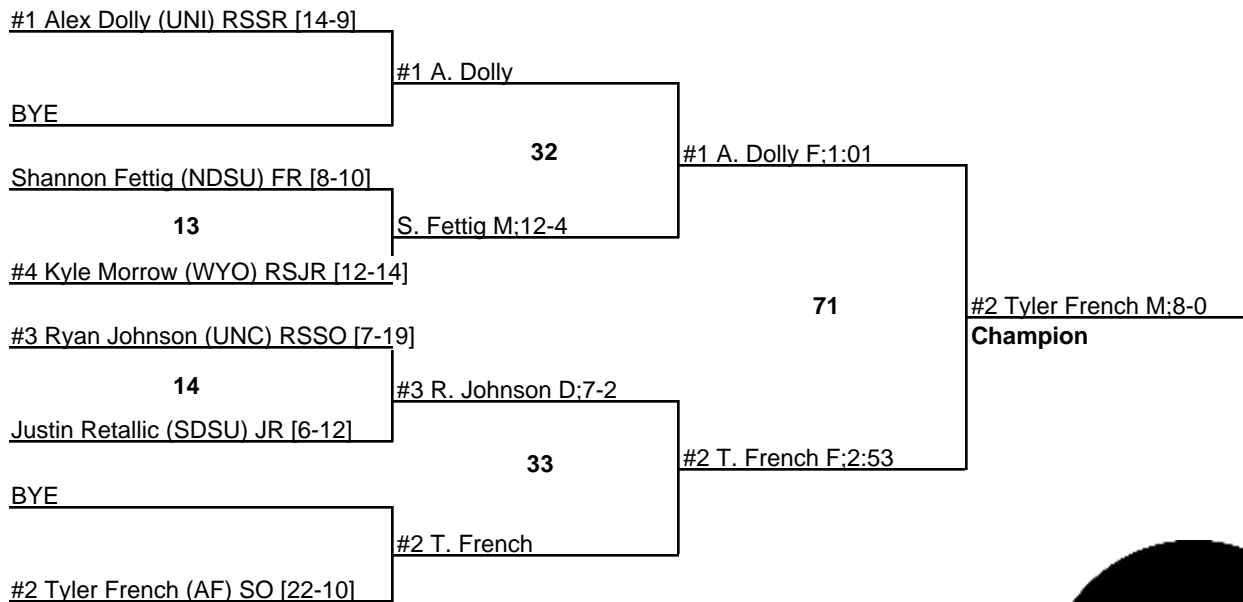 #1 Alex Dolly (UNI) RSSR [14-9]
#1 A. Dolly
BYE
32
#1 A. Dolly F;1:01
Shannon Fettig (NDSU) FR [8-10]
13
S. Fettig M;12-4
#4 Kyle Morrow (WYO) RSJR [12-14]
71
#2 Tyler French M;8-0
Champion
#3 Ryan Johnson (UNC) RSSO [7-19]
14
#3 R. Johnson D;7-2
Justin Retallic (SDSU) JR [6-12]
33
#2 T. French F;2:53
BYE
#2 T. French
#2 Tyler French (AF) SO [22-10]